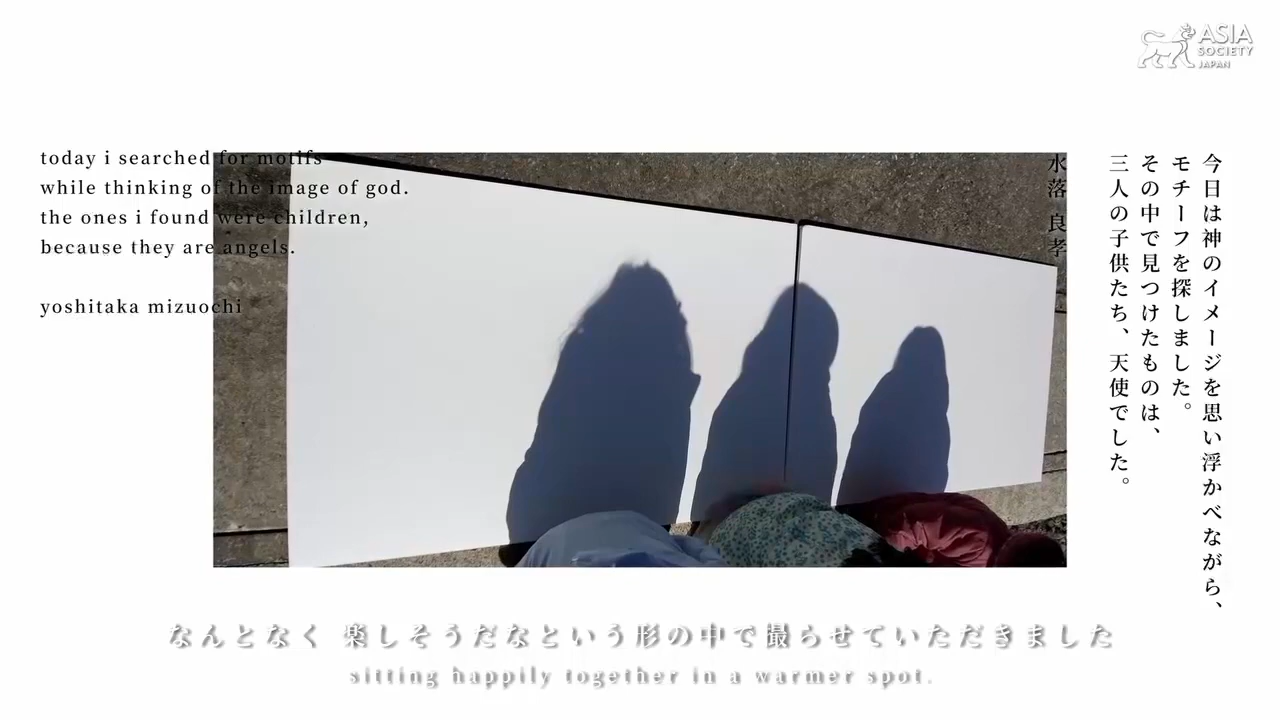 ASIA
SOCIETY
JAPAN
today i searched for motifs
while thinking of the image of god.
the ones i found were children,
because they are angels.
yoshitaka mizuochi
今日は神のイメージを思い浮かべながら、
モチーフを探しました。
その中で見つけたものは、
三人の子供たち、天使でした。
水落 良孝
なんとなく 楽しそうだなという形の中で撮らせていただきました
sitting happily together in a warmer spot.